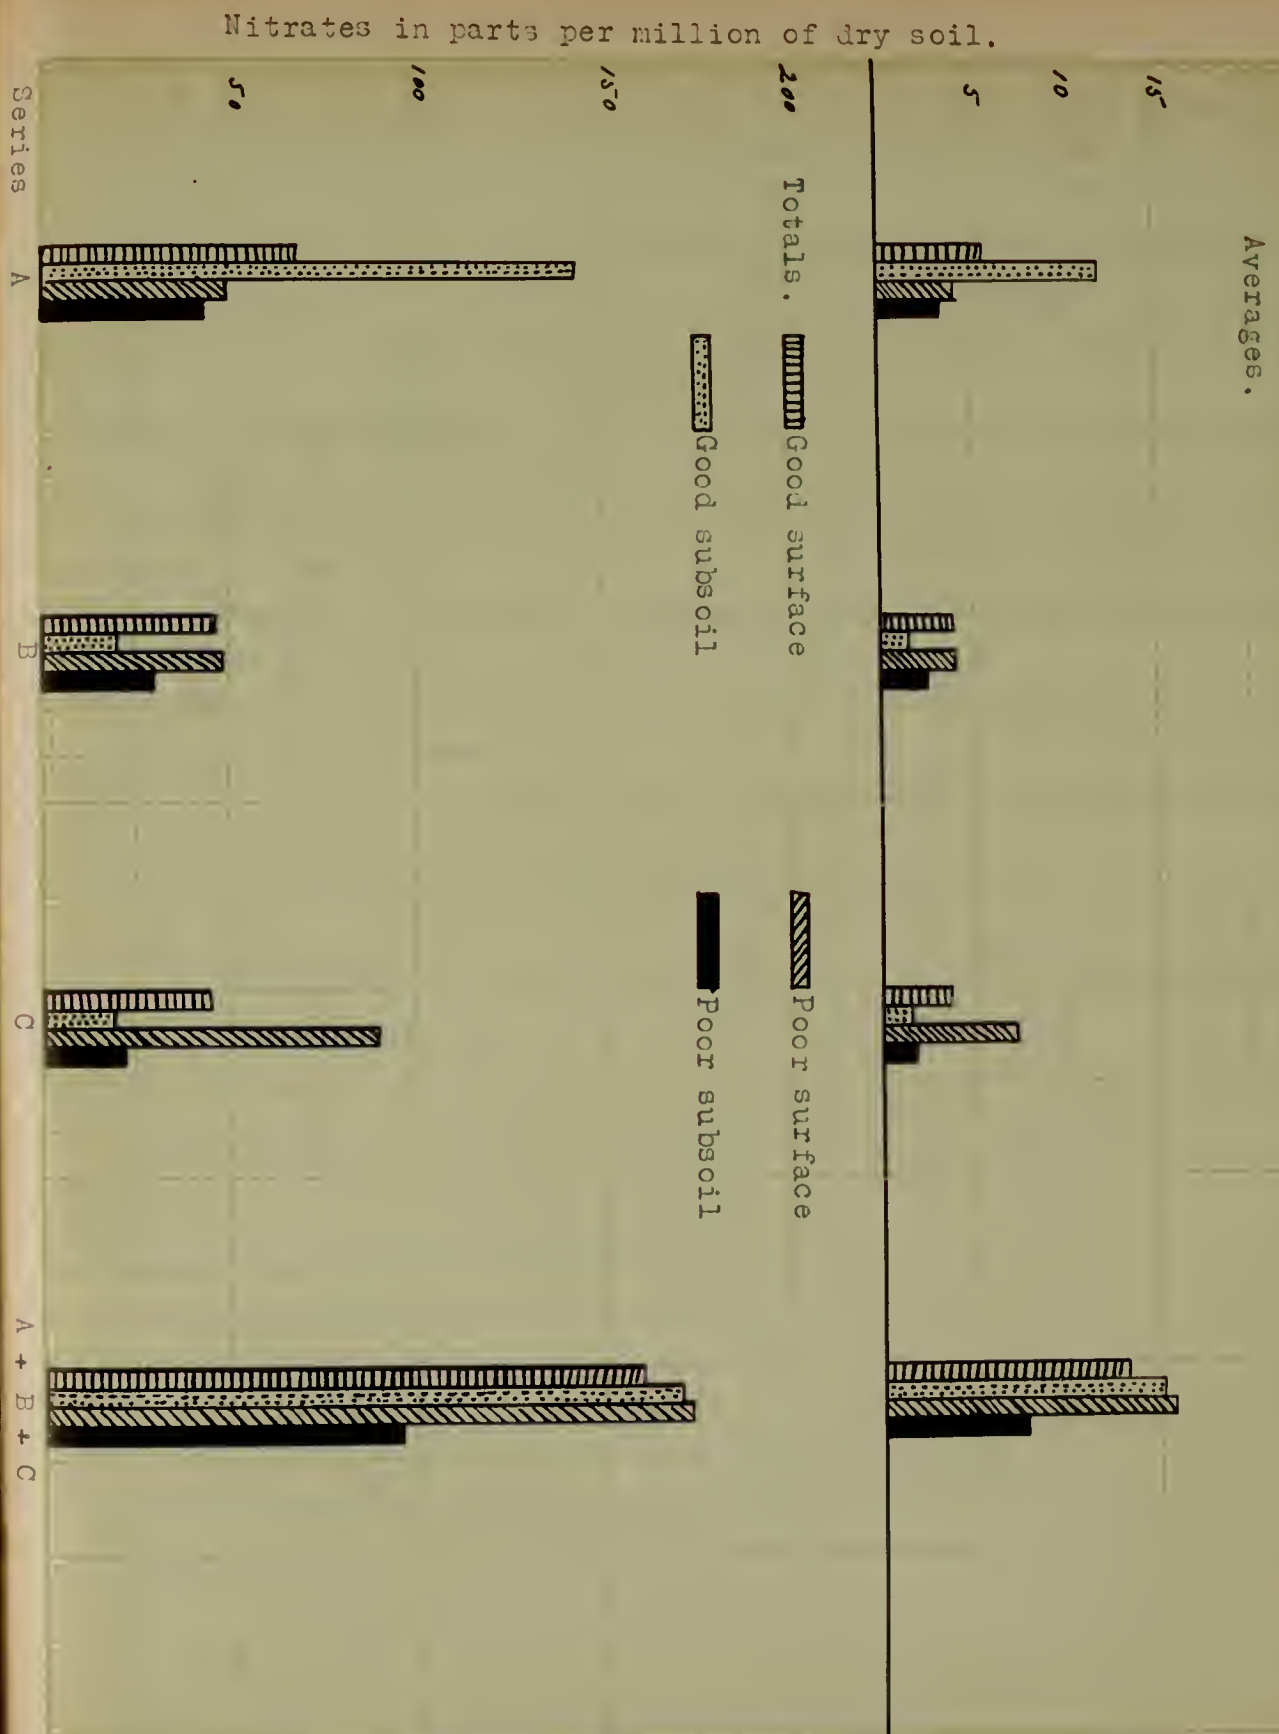 Nitrates in parts per million of dry soil.
Averages.
15
10
5
200
150
100
50
Totals.
Good surface
Poor surface
Good subsoil
Poor subsoil
Series A B C A + B + C